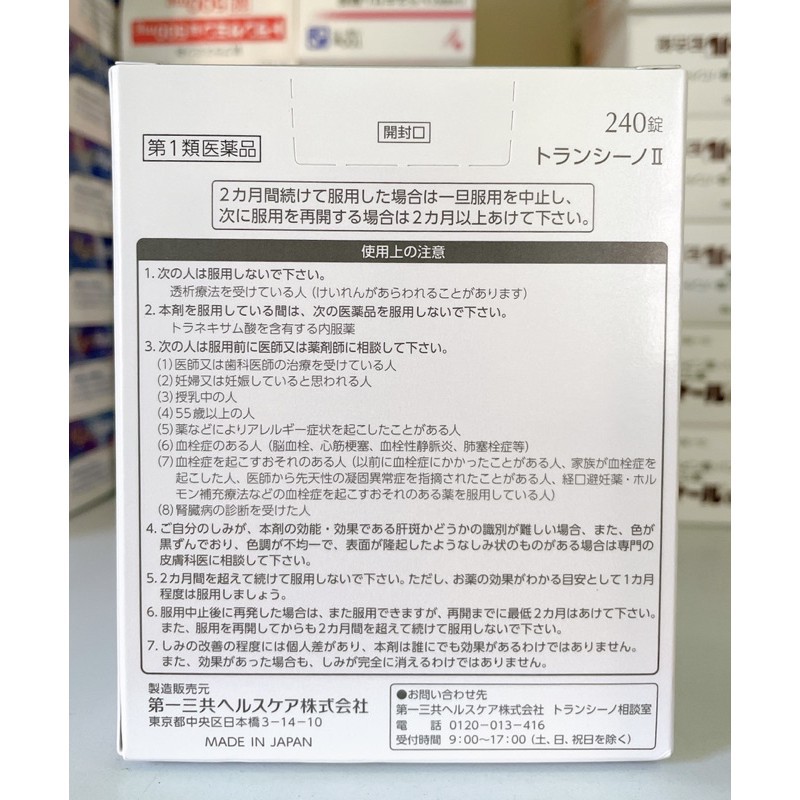 開封口
240錠
第1類医薬品
トランシーノⅡ
2カ月間続けて服用した場合は一旦服用を中止し、
次に服用を再開する場合は2カ月以上あけて下さい。
使用上の注意
1. 次の人は服用しないで下さい。
透析療法を受けている人（けいれんがあらわれることがあります）
2. 本剤を服用している間は、次の医薬品を服用しないで下さい。
トラネキサム酸を含有する内服薬
3. 次の人は服用前に医師又は薬剤師に相談して下さい。
(1) 医師又は歯科医師の治療を受けている人
(2) 妊婦又は妊娠していると思われる人
(3) 授乳中の人
(4) 55歳以上の人
(5) 薬などによりアレルギー症状を起こしたことがある人
(6) 血栓症のある人（脳血栓、心筋梗塞、血栓性静脈炎、肺塞栓症等）
(7) 血栓症を起こすおそれのある人（以前に血栓症にかかったことがある人、家族が血栓症を
起こした人、医師から先天性の凝固異常症を指摘されたことがある人、経口避妊薬・ホル
モン補充療法などの血栓症を起こすおそれのある薬を服用している人）
(8) 腎臓病の診断を受けた人
4. ご自分のしみが、本剤の効能・効果である肝斑かどうかの識別が難しい場合、また、色が
黒ずんでおり、色調が不均一で、表面が隆起したようなしみ状のものがある場合は専門の
皮膚科医に相談して下さい。
5. 2カ月間を超えて続けて服用しないで下さい。ただし、お薬の効果がわかる目安として1カ月
程度は服用しましょう。
6. 服用中止後に再発した場合は、また服用できますが、再開までに最低2カ月はあけて下さい。
また、服用を再開してからも2カ月間を超えて続けて服用しないで下さい。
7. しみの改善の程度には個人差があり、本剤は誰にでも効果があるわけではありません。
また、効果があった場合も、しみが完全に消えるわけではありません。
製造販売元
第一三共ヘルスケア株式会社
東京都中央区日本橋3-14-10
MADE IN JAPAN
●お問い合わせ先
第一三共ヘルスケア株式会社 トランシーノ相談室
電 話 0120-013-416
受付時間 9:00〜17:00（土、日、祝日を除く）